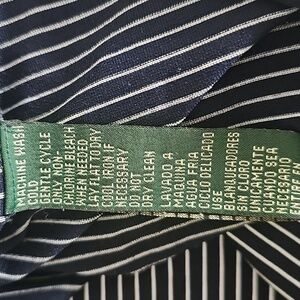 MACHINE WASH
COLD
GENTLE CYCLE
ONLY NON-
CHLOR BLEACH
WHEN NEEDED
LAY FLAT TO DRY
COOL IRON IF
NECESSARY
DO NOT
DRY CLEAN
LAVADO A
MAQUINA
AGUA FRIA
CICLO DELICADO
USE
BLANQUEADORES
SIN CLORO
UNICAMENTE
CUANDO SEA
NECESARIO